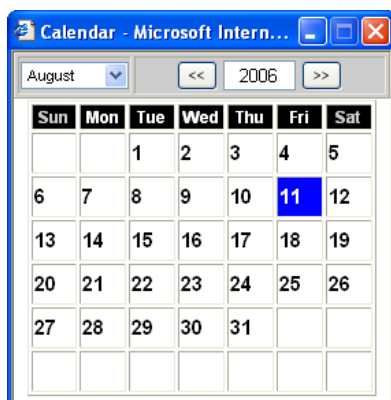 Calendar - Microsoft Intern...
August << 2006 >>
Sun Mon Tue Wed Thu Fri Sat
1 2 3 4 5
6 7 8 9 10 11 12
13 14 15 16 17 18 19
20 21 22 23 24 25 26
27 28 29 30 31